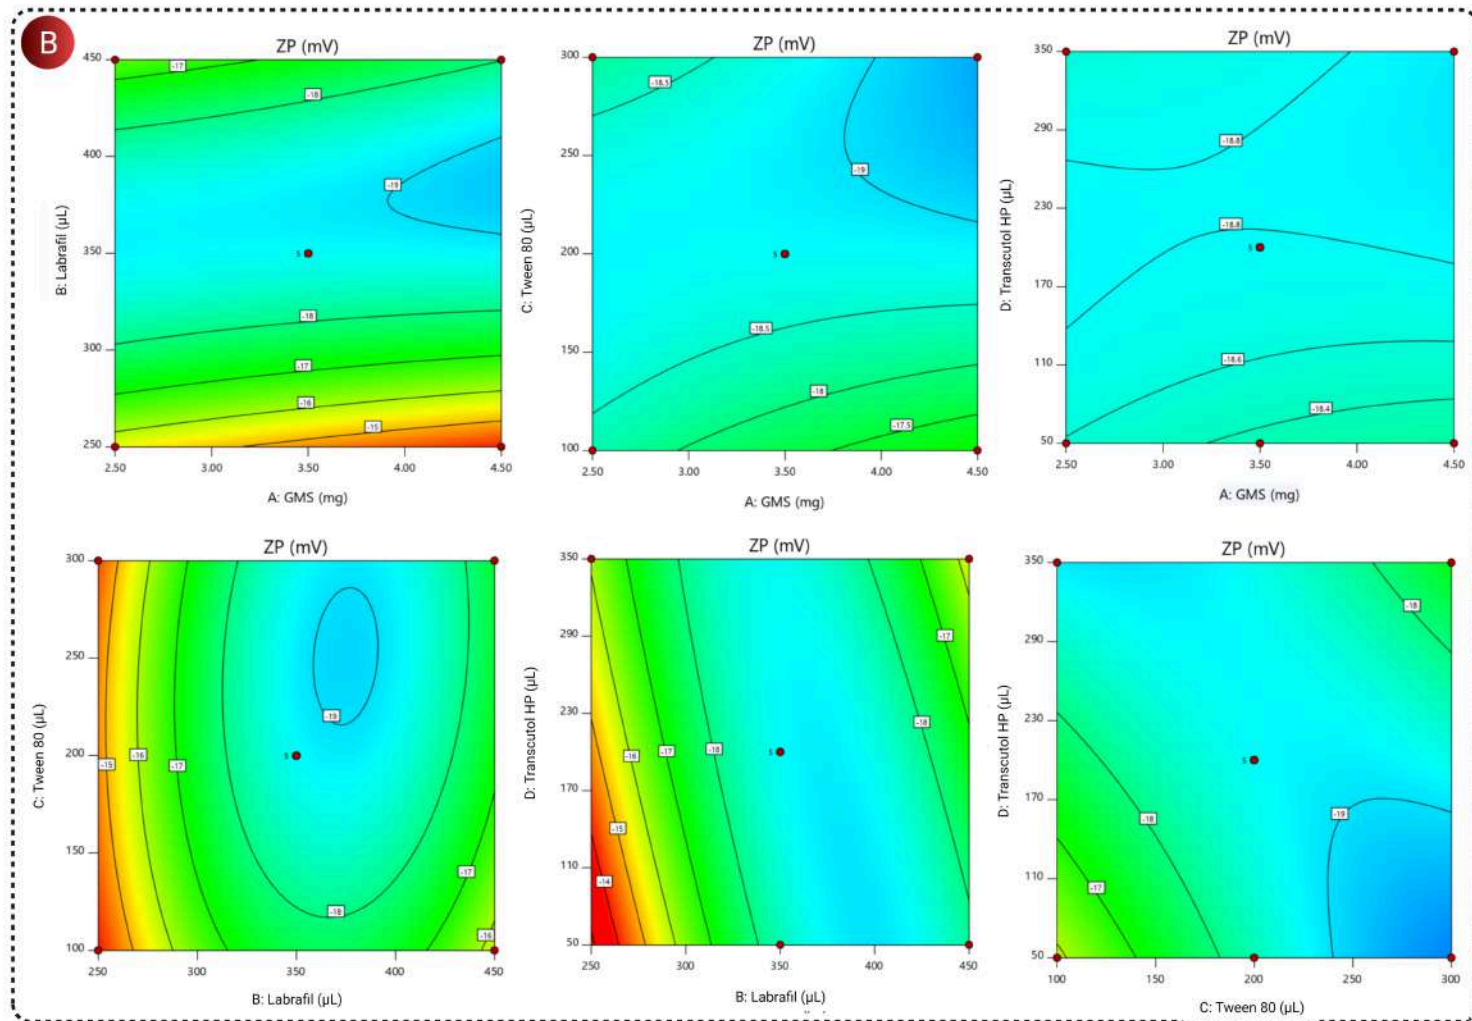 B
ZP (mV)
450
400
350
300
250
B: Labrafil (µL)
-17
-18
-19
5
-18
-17
-16
-15
2.50 3.00 3.50 4.00 4.50
A: GMS (mg)
ZP (mV)
300
250
200
150
100
C: Tween 80 (µL)
-18.5
-19
5
-18.5
-18
-17.5
2.50 3.00 3.50 4.00 4.50
A: GMS (mg)
ZP (mV)
350
290
230
170
110
50
D: Transcutol HP (µL)
-18.8
-18.8
5
-18.6
-18.4
2.50 3.00 3.50 4.00 4.50
A: GMS (mg)
ZP (mV)
300
250
200
150
100
C: Tween 80 (µL)
-19
-15 -16 -17
5
-17
-18
-16
250 300 350 400 450
B: Labrafil (µL)
ZP (mV)
350
290
230
170
110
50
D: Transcutol HP (µL)
-17
-18
-16 -17 -18
5
-15
-14
250 300 350 400 450
B: Labrafil (µL)
ZP (mV)
350
290
230
170
110
50
D: Transcutol HP (µL)
-18
5
-19
-18
-17
100 150 200 250 300
C: Tween 80 (µL)